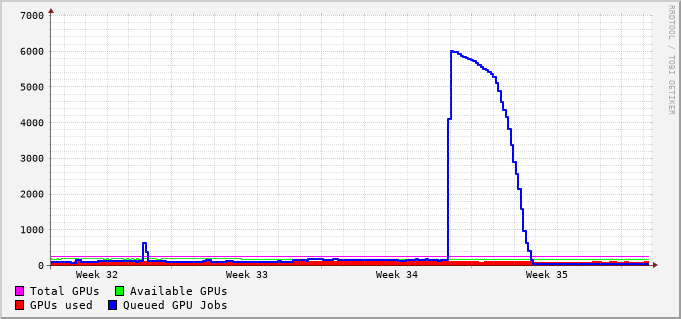 7000
6000
5000
4000
3000
2000
1000
0
Week 32 Week 33 Week 34 Week 35
Total GPUs Available GPUs
GPUs used Queued GPU Jobs
RRDTOOL / TOBI OETIKER